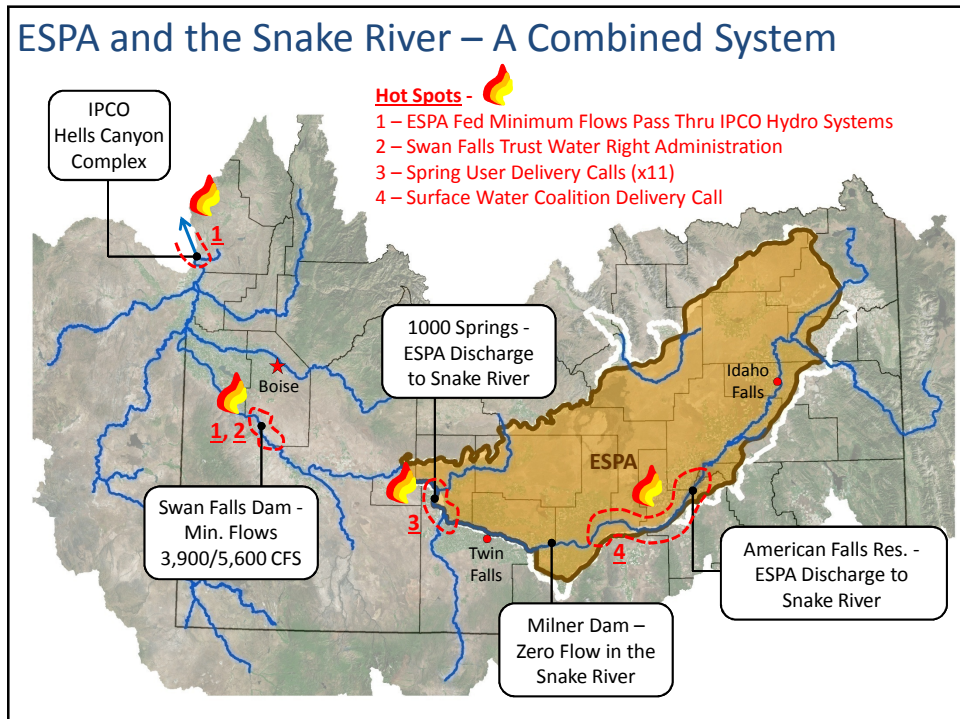 ESPA and the Snake River – A Combined System
Hot Spots -
1 – ESPA Fed Minimum Flows Pass Thru IPCO Hydro Systems
2 – Swan Falls Trust Water Right Administration
3 – Spring User Delivery Calls (x11)
4 – Surface Water Coalition Delivery Call
IPCO
Hells Canyon
Complex
1
1000 Springs -
ESPA Discharge
to Snake River
Boise
Idaho
Falls
1, 2
ESPA
Swan Falls Dam -
Min. Flows
3,900/5,600 CFS
3
Twin
Falls
4
American Falls Res. -
ESPA Discharge to
Snake River
Milner Dam –
Zero Flow in the
Snake River